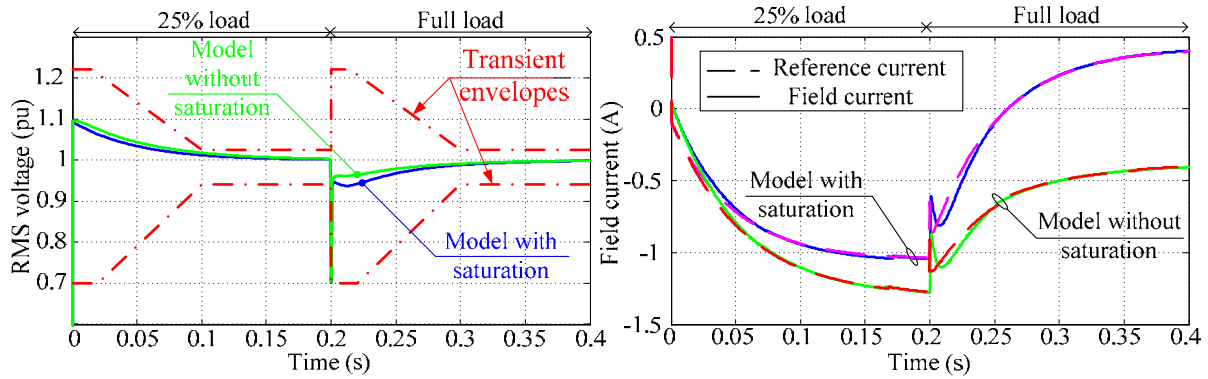 25% load
Full load
Model
without
saturation
Transient
envelopes
Model with
saturation
RMS voltage (pu)
1.2
1.1
1
0.9
0.8
0.7
0.6
0
0.05
0.1
0.15
0.2
0.25
0.3
0.35
0.4
Time (s)
25% load
Full load
Reference current
Field current
Model with
saturation
Model without
saturation
Field current (A)
0.5
0
-0.5
-1
-1.5
0
0.05
0.1
0.15
0.2
0.25
0.3
0.35
0.4
Time (s)